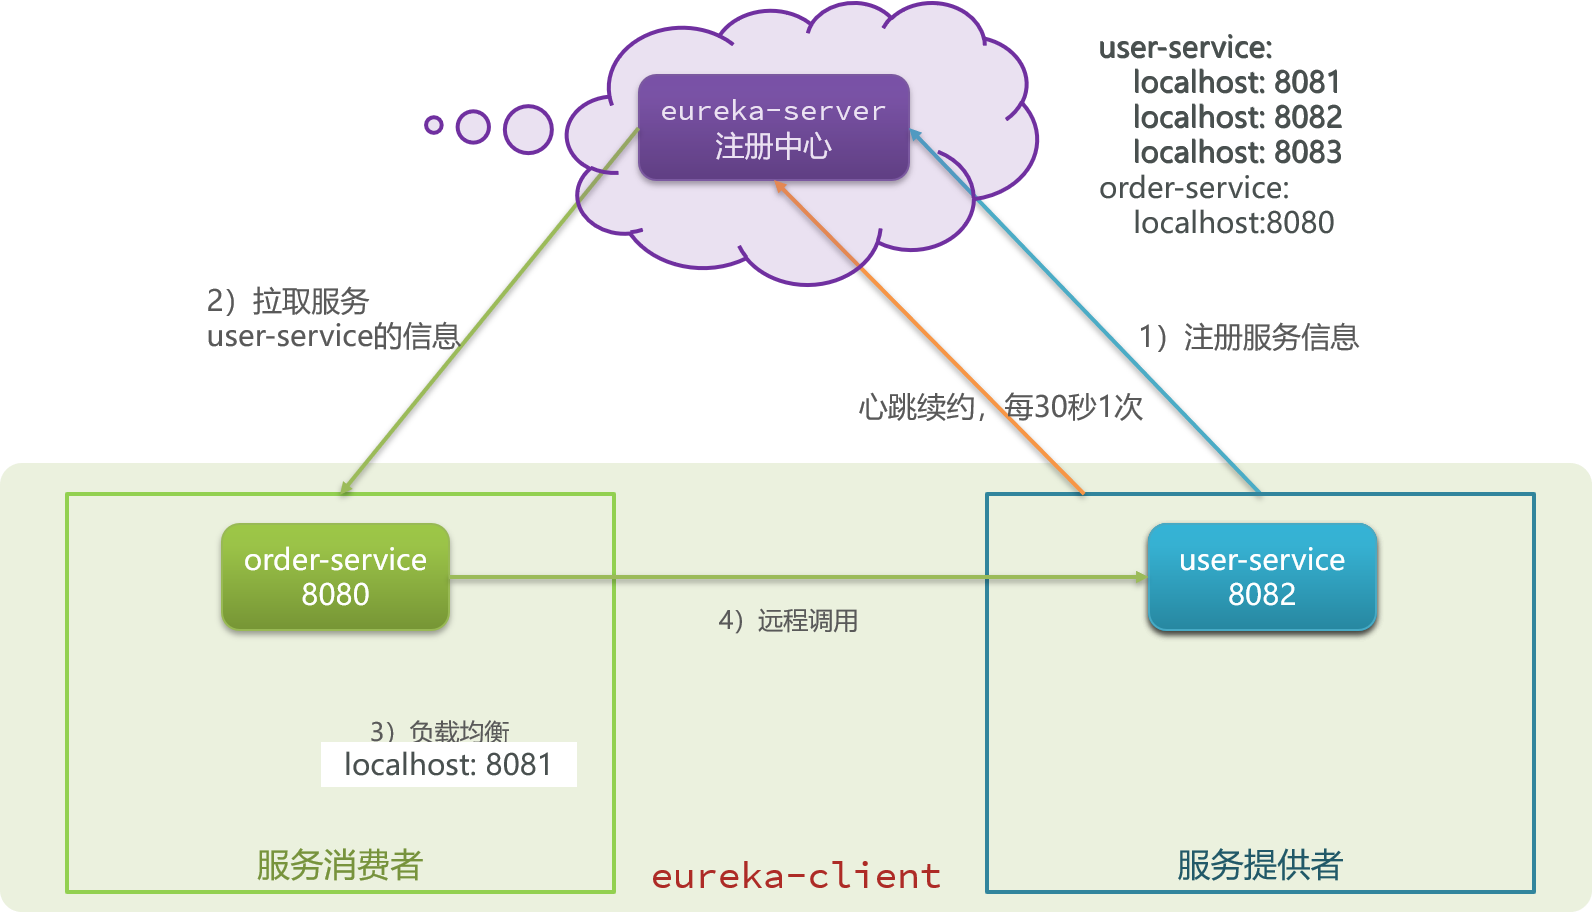 eureka-server
注册中心
user-service:
localhost: 8081
localhost: 8082
localhost: 8083
order-service:
localhost:8080
2）拉取服务
user-service的信息
1）注册服务信息
心跳续约，每30秒1次
order-service
8080
user-service
8082
4）远程调用
3）负载均衡
localhost: 8081
服务消费者
eureka-client
服务提供者